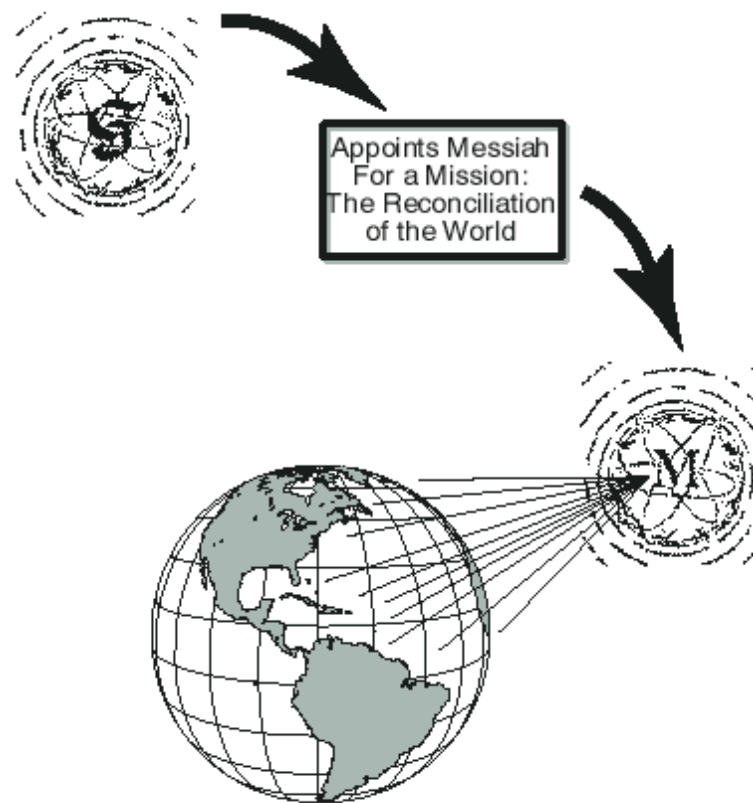 G
Appoints Messiah
For a Mission:
The Reconciliation
of the World
M